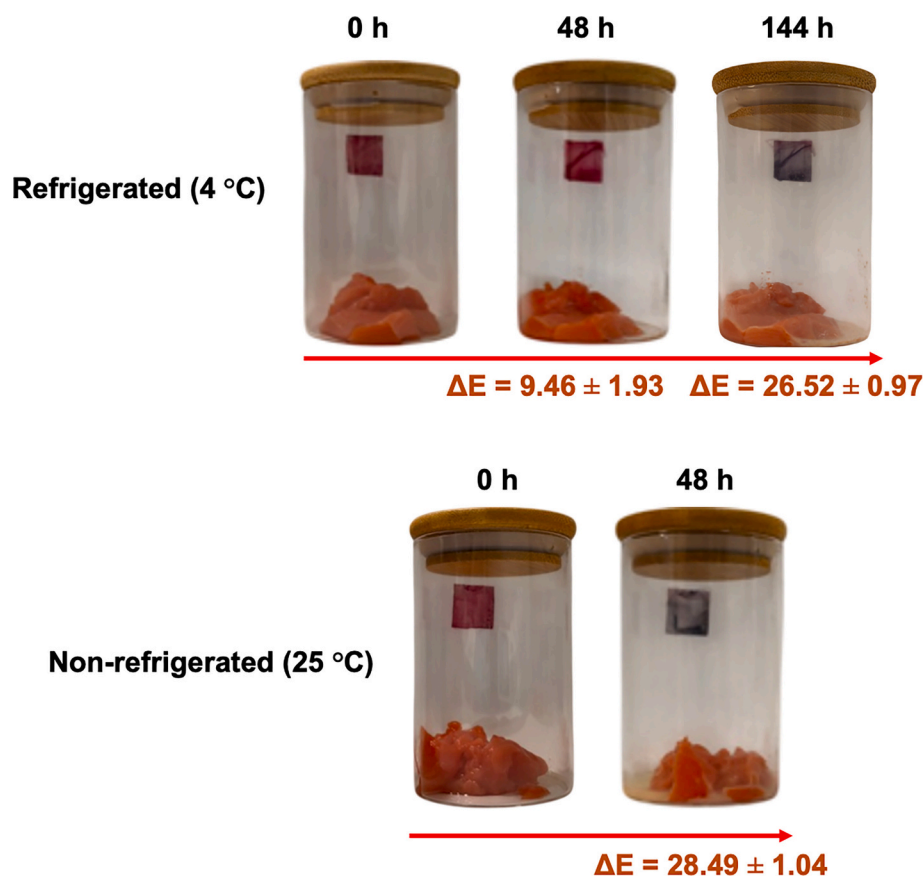 0 h 48 h 144 h
Refrigerated (4 °C)
ΔE = 9.46 ± 1.93 ΔE = 26.52 ± 0.97
0 h 48 h
Non-refrigerated (25 °C)
ΔE = 28.49 ± 1.04